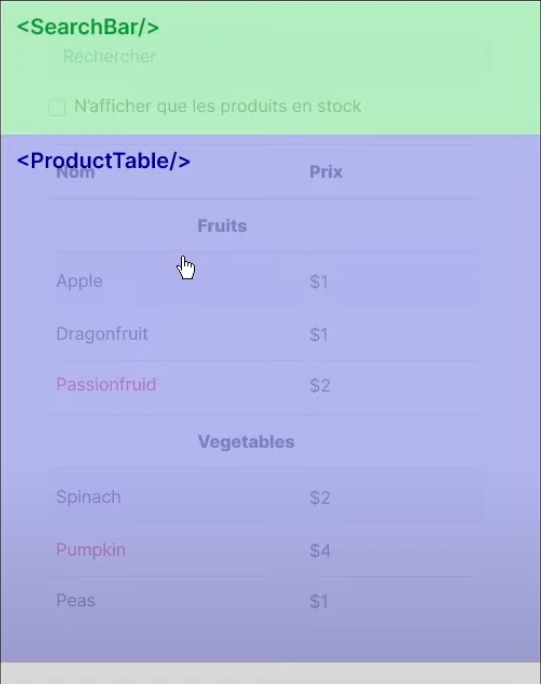 <SearchBar/>
Rechercher
N'afficher que les produits en stock
<ProductTable/>
Nom Prix
Fruits
Apple $1
Dragonfruit $1
Passionfruid $2
Vegetables
Spinach $2
Pumpkin $4
Peas $1